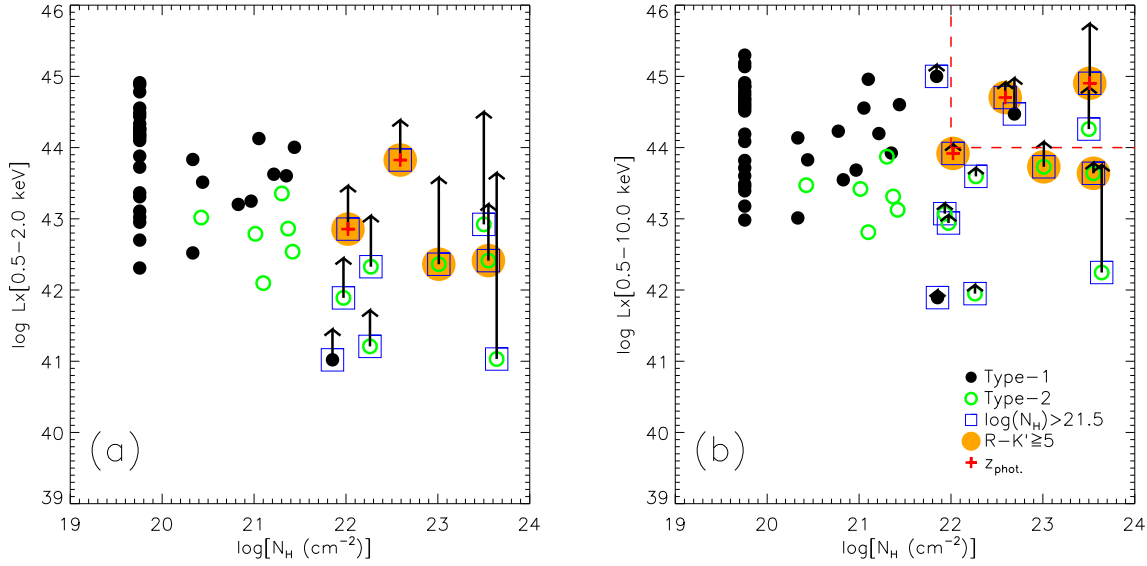 46
45
44
43
42
41
40
39
log Lx[0.5−2.0 keV]
(a)
19 20 21 22 23 24
log[N_H (cm⁻²)]
46
45
44
43
42
41
40
39
log Lx[0.5−10.0 keV]
(b)
Type−1
Type−2
log(N_H)>21.5
R−K'≧5
z_phot.
19 20 21 22 23 24
log[N_H (cm⁻²)]